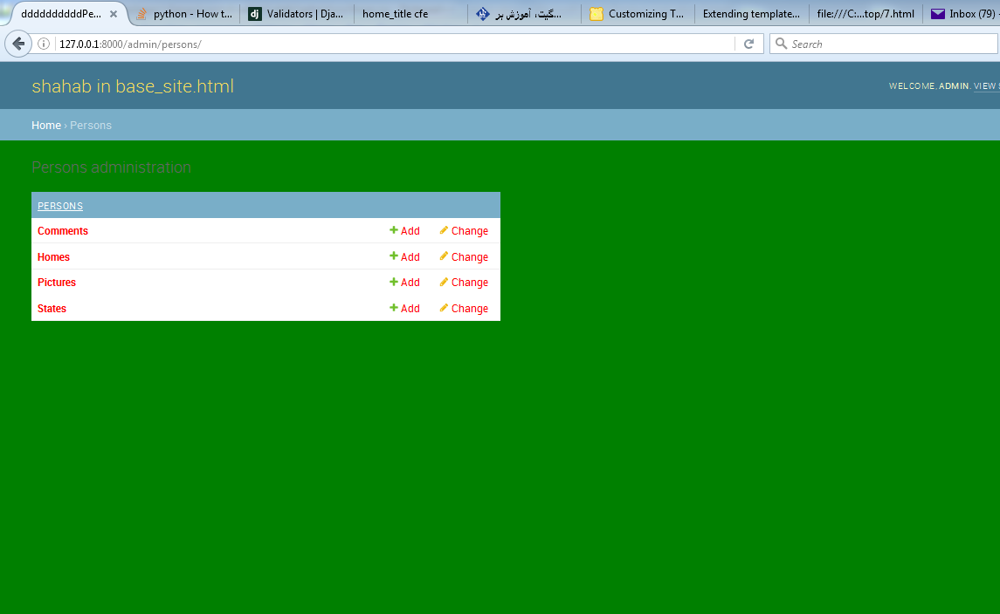 ddddddddddPe...
python - How t...
Validators | Dja...
home_title cfe
گیت، آموزش بر...
Customizing T...
Extending template...
file:///C:...top/7.html
Inbox (79)
127.0.0.1:8000/admin/persons/
Search
shahab in base_site.html
WELCOME, ADMIN. VIEW
Home › Persons
Persons administration
PERSONS
Comments Add Change
Homes Add Change
Pictures Add Change
States Add Change